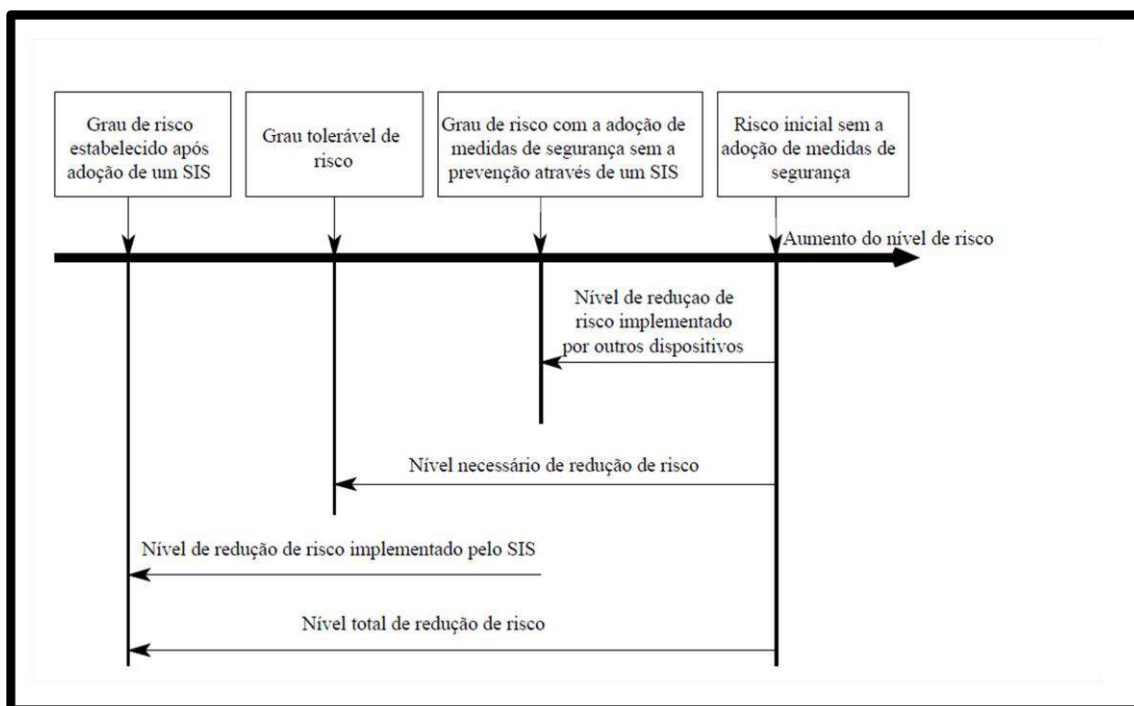 Grau de risco
estabelecido após
adoção de um SIS
Grau tolerável de
risco
Grau de risco com a adoção de
medidas de segurança sem a
prevenção através de um SIS
Risco inicial sem a
adoção de medidas de
segurança
Aumento do nível de risco
Nível de reduçao de
risco implementado
por outros dispositivos
Nível necessário de redução de risco
Nível de redução de risco implementado pelo SIS
Nível total de redução de risco